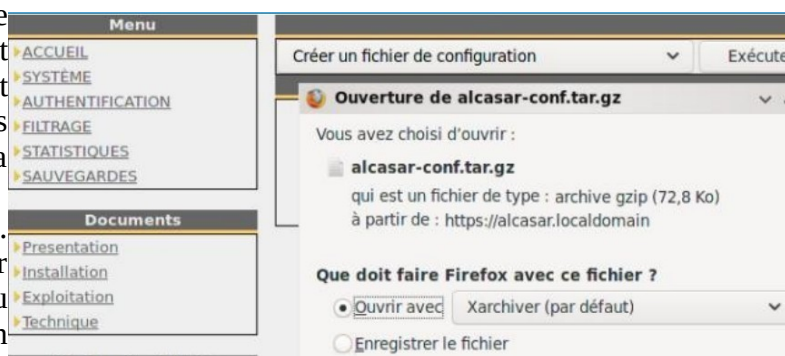 Menu
ACCUEIL
SYSTÈME
AUTHENTIFICATION
FILTRAGE
STATISTIQUES
SAUVEGARDES
Documents
Presentation
Installation
Exploitation
Technique
Créer un fichier de configuration
Ouverture de alcasar-conf.tar.gz
Vous avez choisi d'ouvrir :
alcasar-conf.tar.gz
qui est un fichier de type : archive gzip (72,8 Ko)
à partir de : https://alcasar.localdomain
Que doit faire Firefox avec ce fichier ?
Ouvrir avec Xarchiver (par défaut)
Enregistrer le fichier